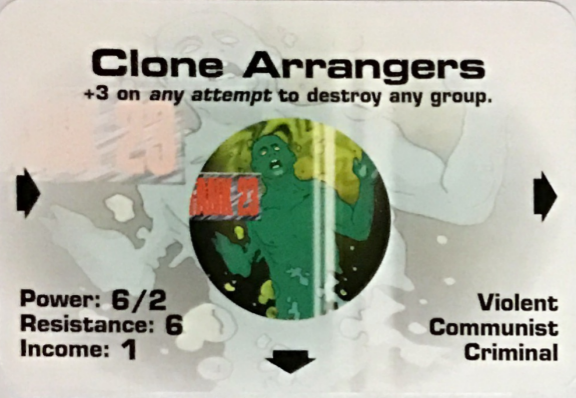 Clone Arrangers
+3 on any attempt to destroy any group.
Power: 6/2
Resistance: 6
Income: 1
Violent
Communist
Criminal